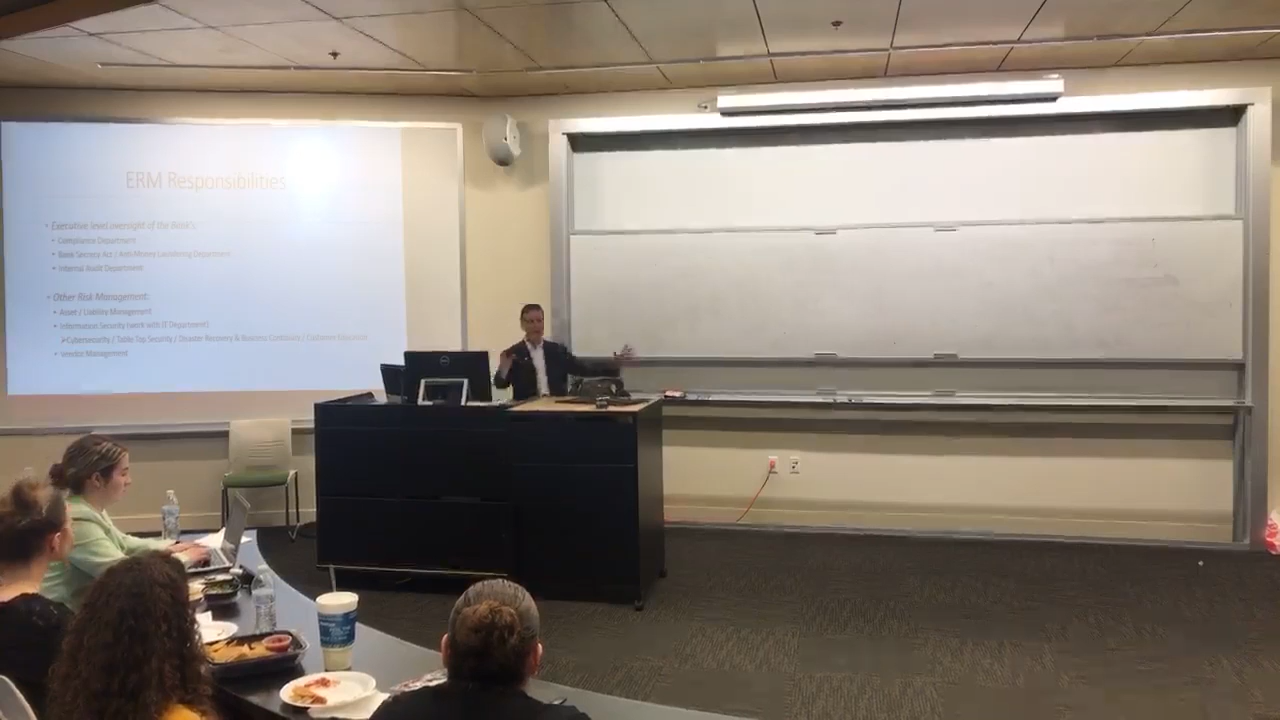 ERM Responsibilities
• Executive level oversight of the Bank's:
• Compliance Department
• Bank Secrecy Act / Anti-Money Laundering Department
• Internal Audit Department
• Other Risk Management:
• Asset / Liability Management
• Information Security (work with IT Department)
➢Cybersecurity / Table Top Security / Disaster Recovery & Business Continuity / Customer
• Vendor Management
DELL